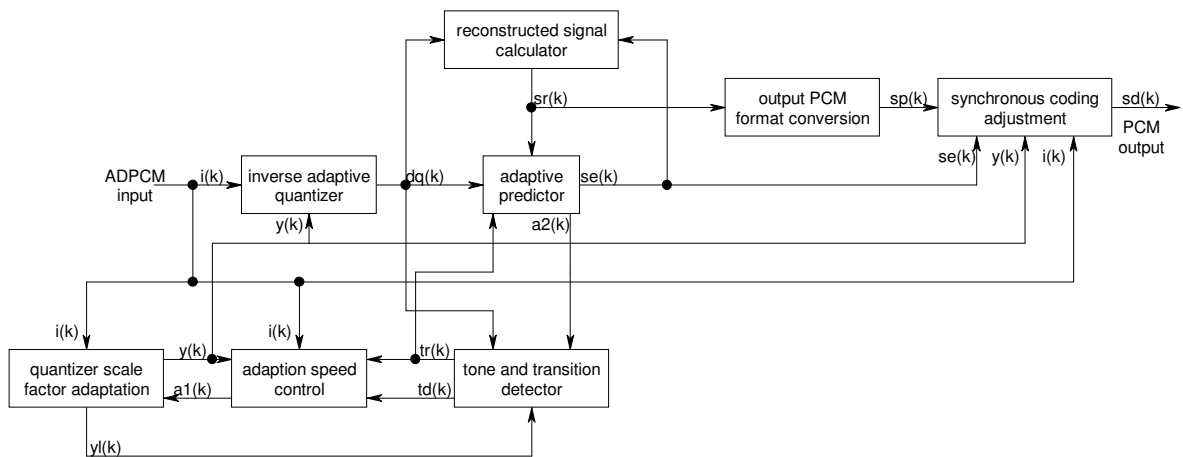 reconstructed signal
calculator
sr(k)
output PCM
format conversion
sp(k)
synchronous coding
adjustment
sd(k)
PCM
output
se(k)
y(k)
i(k)
ADPCM
input
i(k)
inverse adaptive
quantizer
dq(k)
adaptive
predictor
se(k)
y(k)
a2(k)
i(k)
i(k)
quantizer scale
factor adaptation
y(k)
a1(k)
adaption speed
control
tr(k)
td(k)
tone and transition
detector
yl(k)